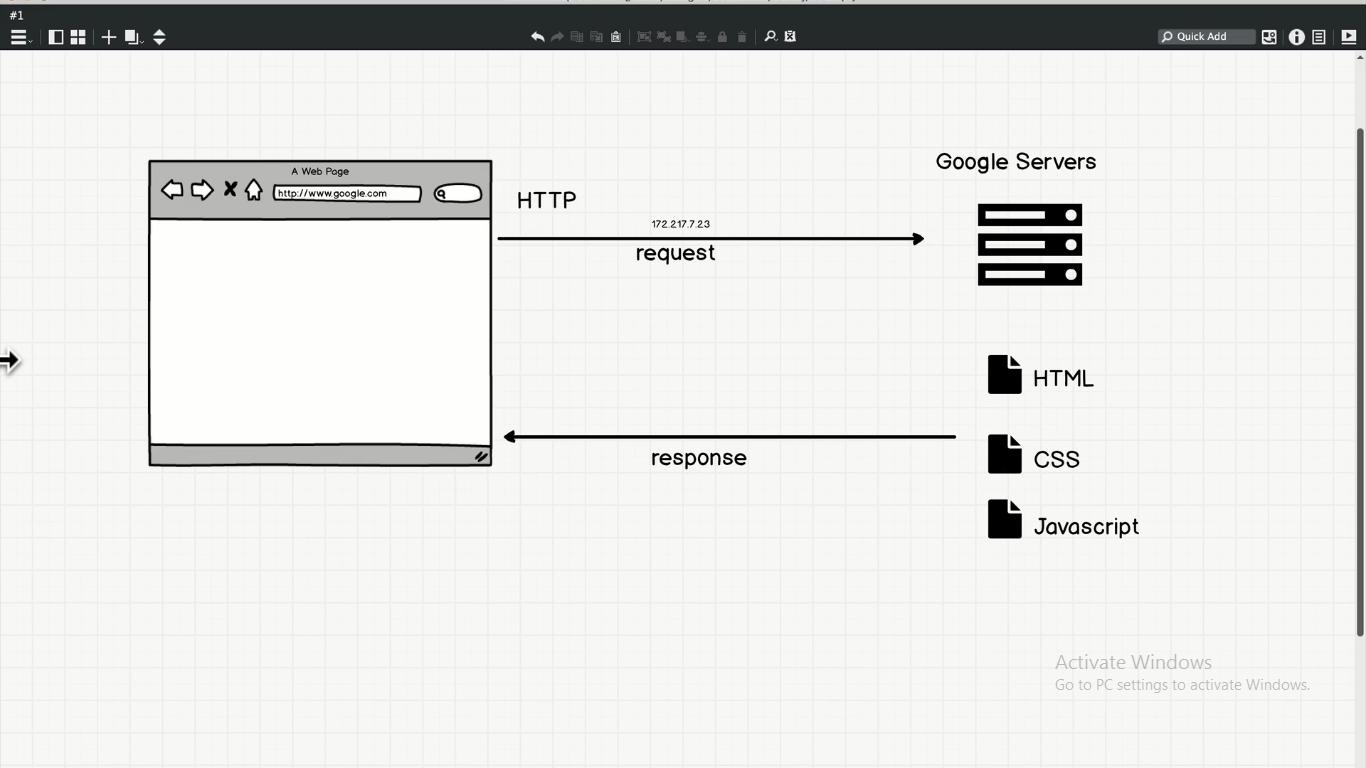 #1
Quick Add
A Web Page
http://www.google.com
HTTP
172.217.7.23
request
Google Servers
HTML
response
CSS
Javascript
Activate Windows
Go to PC settings to activate Windows.